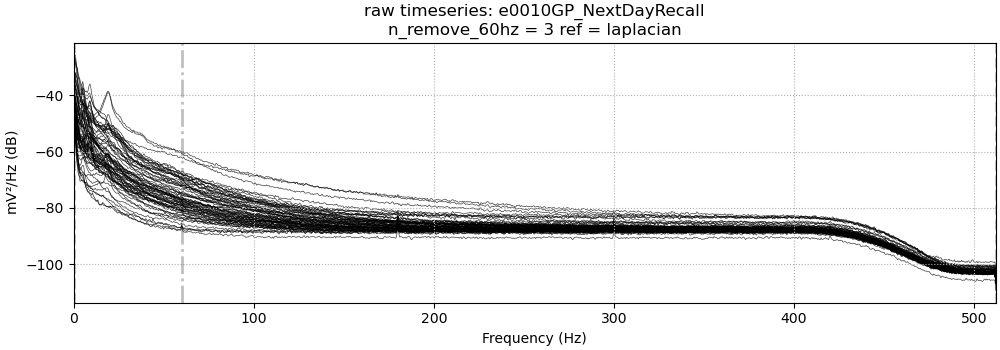 raw timeseries: e0010GP_NextDayRecall
n_remove_60hz = 3 ref = laplacian
mV²/Hz (dB)
−40
−60
−80
−100
0 100 200 300 400 500
Frequency (Hz)